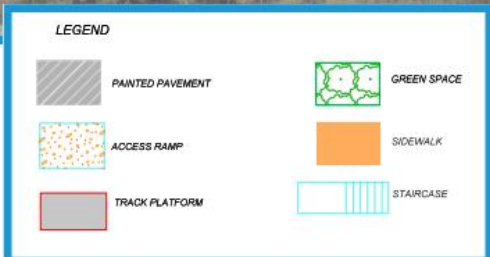 LEGEND
PAINTED PAVEMENT
GREEN SPACE
ACCESS RAMP
SIDEWALK
TRACK PLATFORM
STAIRCASE